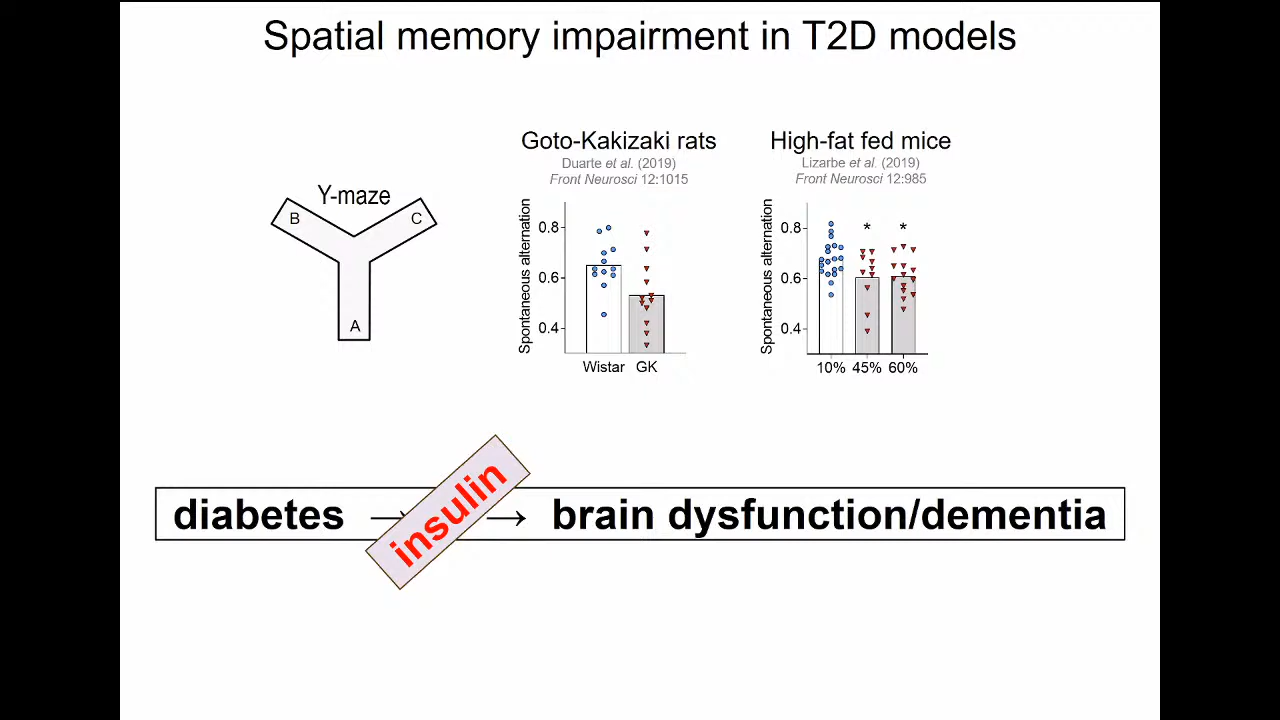 Spatial memory impairment in T2D models
Y-maze
B
C
A
Goto-Kakizaki rats
Duarte et al. (2019)
Front Neurosci 12:1015
Spontaneous alternation
0.8
0.6
0.4
Wistar GK
High-fat fed mice
Lizarbe et al. (2019)
Front Neurosci 12:985
Spontaneous alternation
0.8
0.6
0.4
* *
10% 45% 60%
diabetes → insulin → brain dysfunction/dementia